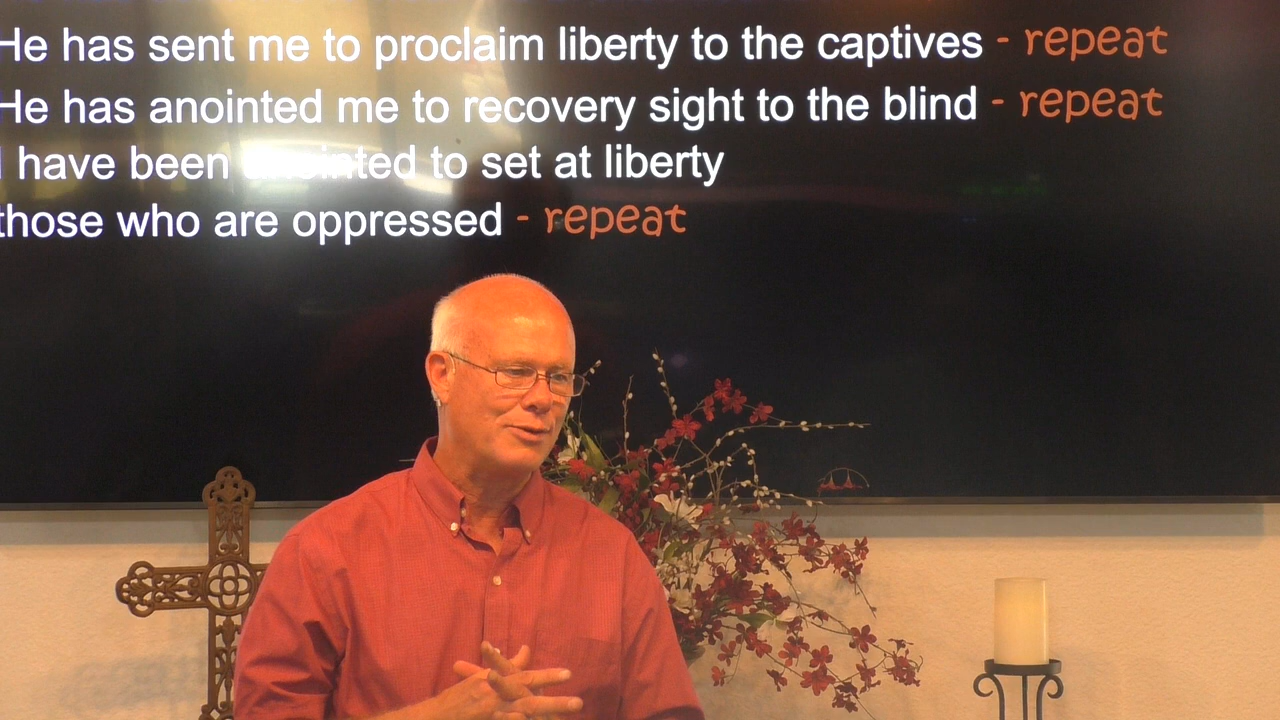 He has sent me to proclaim liberty to the captives - repeat
He has anointed me to recovery sight to the blind - repeat
I have been anointed to set at liberty
those who are oppressed - repeat